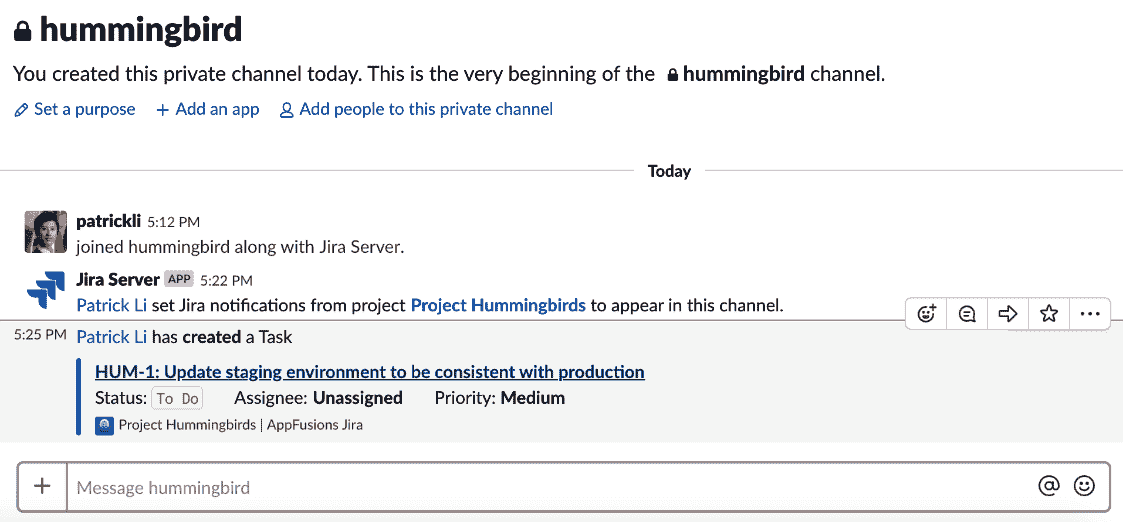 hummingbird
You created this private channel today. This is the very beginning of the hummingbird channel.
Set a purpose + Add an app Add people to this private channel
Today
patrickli 5:12 PM
joined hummingbird along with Jira Server.
Jira Server APP 5:22 PM
Patrick Li set Jira notifications from project Project Hummingbirds to appear in this channel.
5:25 PM Patrick Li has created a Task
HUM-1: Update staging environment to be consistent with production
Status: To Do Assignee: Unassigned Priority: Medium
Project Hummingbirds | AppFusions Jira
+ Message hummingbird @